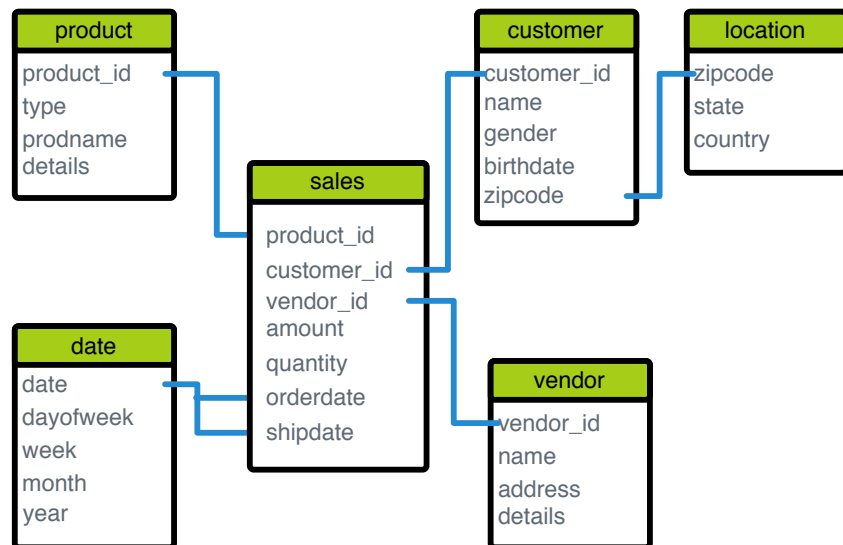 product
product_id
type
prodname
details
customer
customer_id
name
gender
birthdate
zipcode
location
zipcode
state
country
sales
product_id
customer_id
vendor_id
amount
quantity
orderdate
shipdate
date
date
dayofweek
week
month
year
vendor
vendor_id
name
address
details